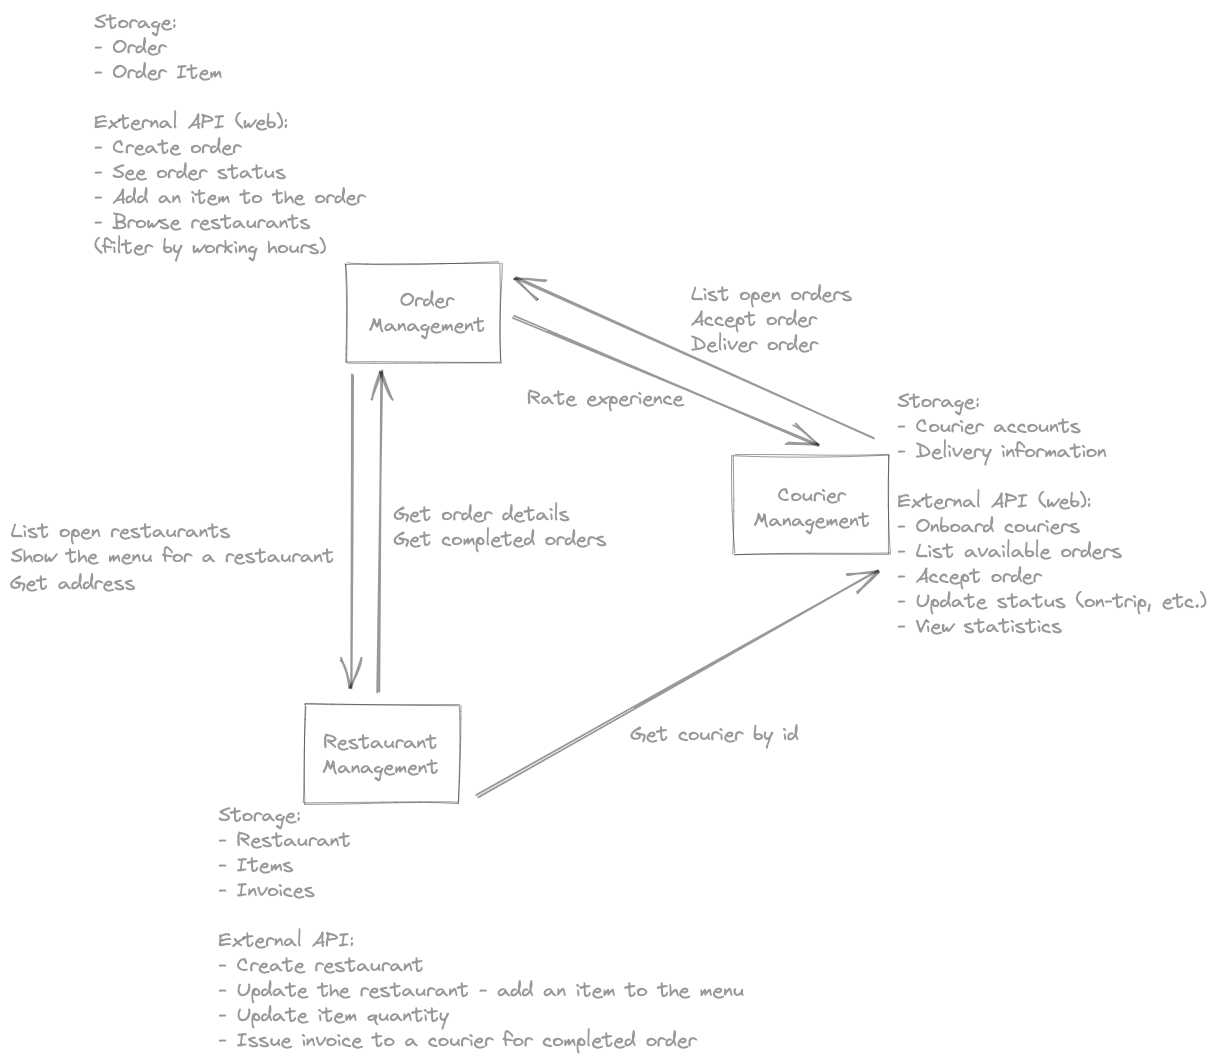 Storage:
- Order
- Order Item
External API (web):
- Create order
- See order status
- Add an item to the order
- Browse restaurants
(filter by working hours)
Order
Management
List open orders
Accept order
Deliver order
Rate experience
Storage:
- Courier accounts
- Delivery information
Courier
Management
External API (web):
- Onboard couriers
- List available orders
- Accept order
- Update status (on-trip, etc.)
- View statistics
List open restaurants
Show the menu for a restaurant
Get address
Get order details
Get completed orders
Restaurant
Management
Get courier by id
Storage:
- Restaurant
- Items
- Invoices
External API:
- Create restaurant
- Update the restaurant - add an item to the menu
- Update item quantity
- Issue invoice to a courier for completed order